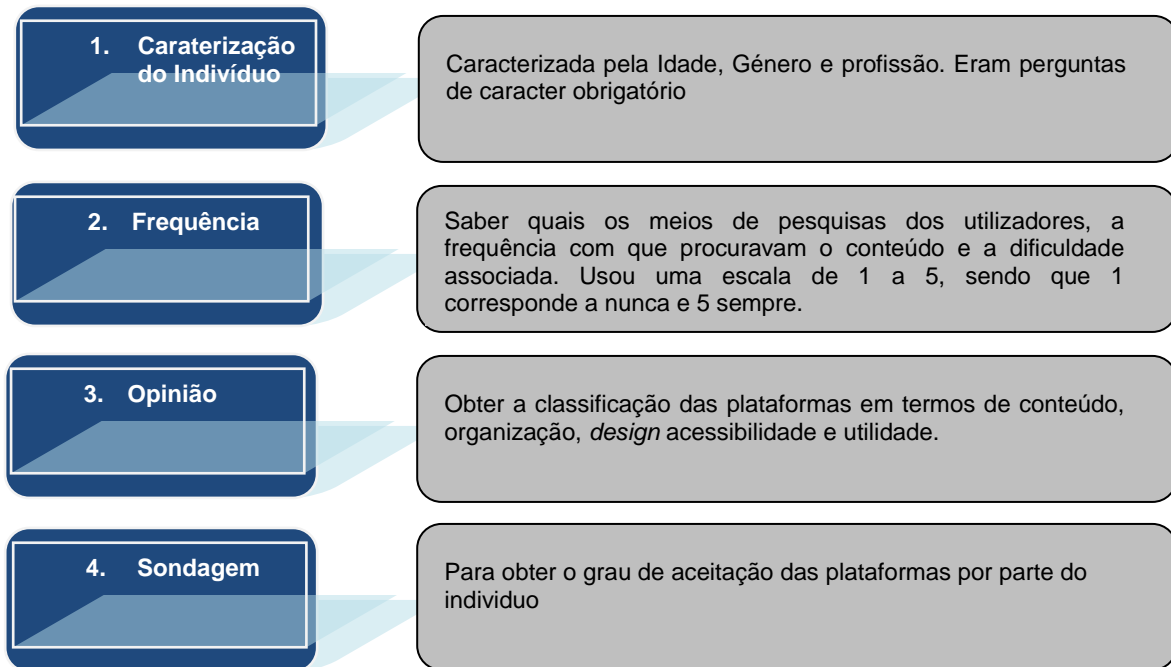 1. Caraterização
do Indivíduo
Caracterizada pela Idade, Género e profissão. Eram perguntas
de caracter obrigatório
2. Frequência
Saber quais os meios de pesquisas dos utilizadores, a
frequência com que procuravam o conteúdo e a dificuldade
associada. Usou uma escala de 1 a 5, sendo que 1
corresponde a nunca e 5 sempre.
3. Opinião
Obter a classificação das plataformas em termos de conteúdo,
organização, design acessibilidade e utilidade.
4. Sondagem
Para obter o grau de aceitação das plataformas por parte do
individuo